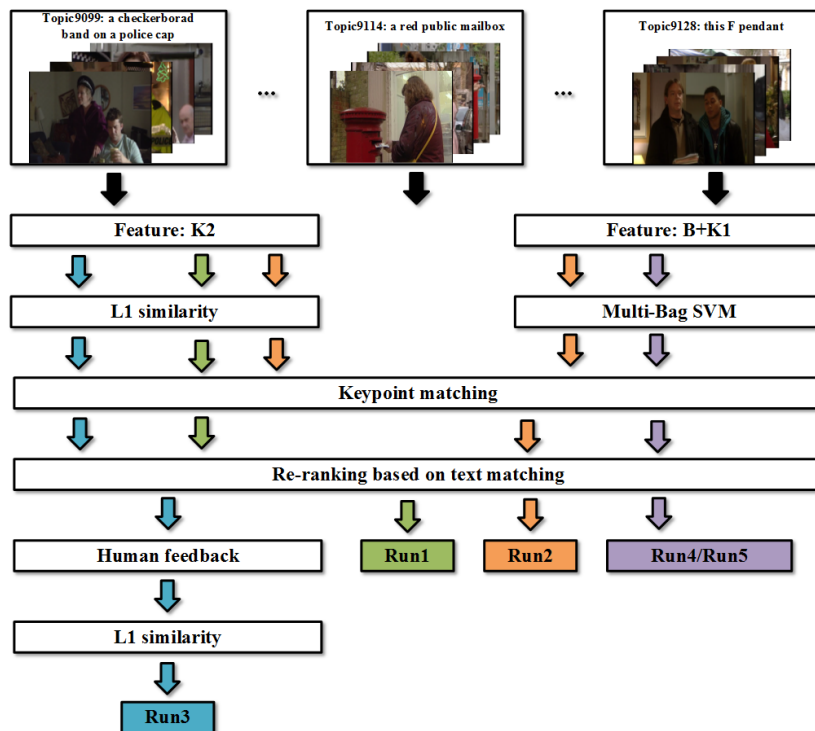 Topic9099: a checkerborad
band on a police cap
Topic9114: a red public mailbox
Topic9128: this F pendant
...
...
Feature: K2
Feature: B+K1
L1 similarity
Multi-Bag SVM
Keypoint matching
Re-ranking based on text matching
Human feedback
Run1
Run2
Run4/Run5
L1 similarity
Run3